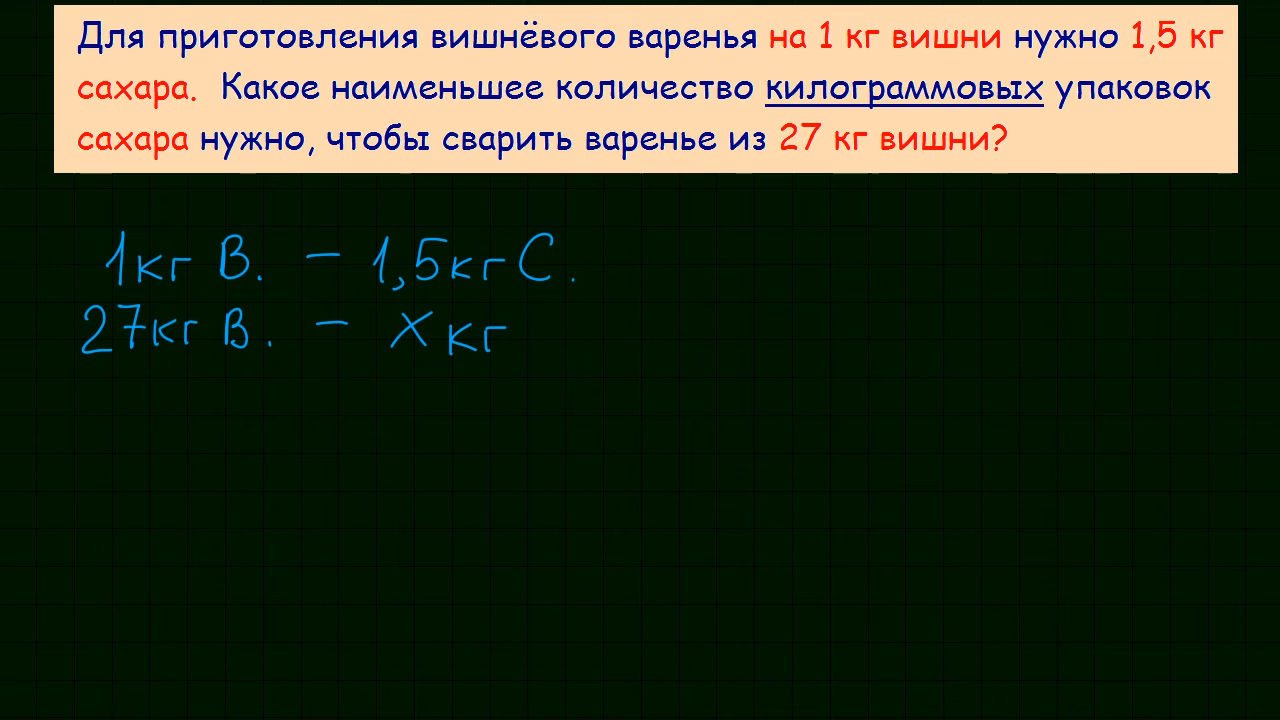 Для приготовления вишнёвого варенья на 1 кг вишни нужно 1,5 кг
сахара. Какое наименьшее количество килограммовых упаковок
сахара нужно, чтобы сварить варенье из 27 кг вишни?
1кг В. – 1,5кг С.
27кг В. – х кг